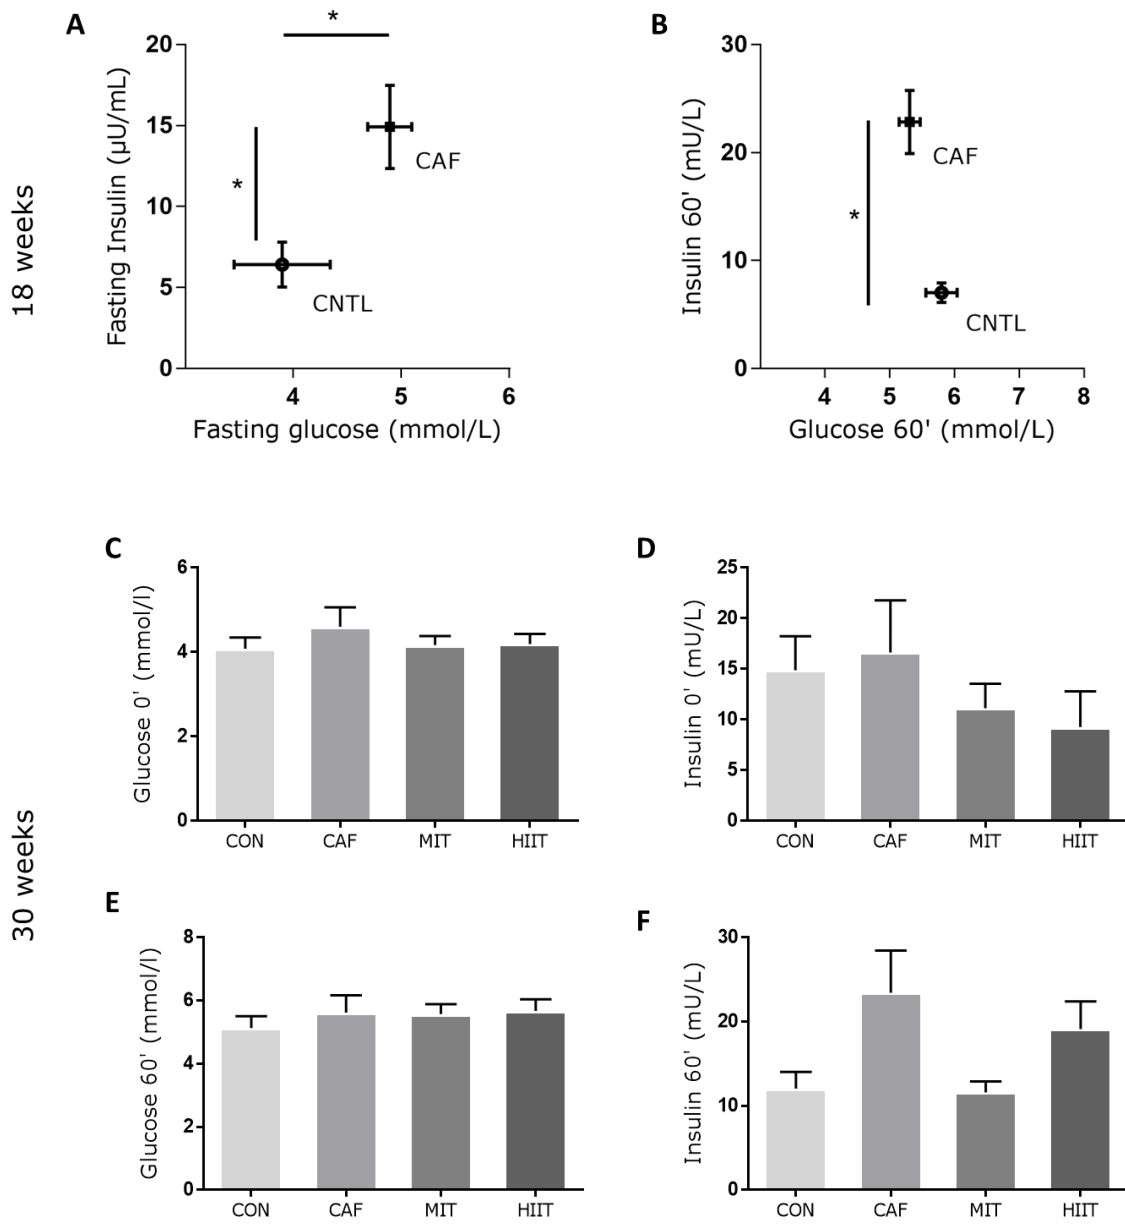 18 weeks
A
*
20
15
10
5
0
Fasting Insulin (µU/mL)
*
CAF
CNTL
4 5 6
Fasting glucose (mmol/L)
B
30
20
10
0
Insulin 60' (mU/L)
*
CAF
CNTL
4 5 6 7 8
Glucose 60' (mmol/L)
30 weeks
C
6
4
2
0
Glucose 0' (mmol/l)
CON CAF MIT HIIT
D
25
20
15
10
5
0
Insulin 0' (mU/L)
CON CAF MIT HIIT
E
8
6
4
2
0
Glucose 60' (mmol/l)
CON CAF MIT HIIT
F
30
20
10
0
Insulin 60' (mU/L)
CON CAF MIT HIIT